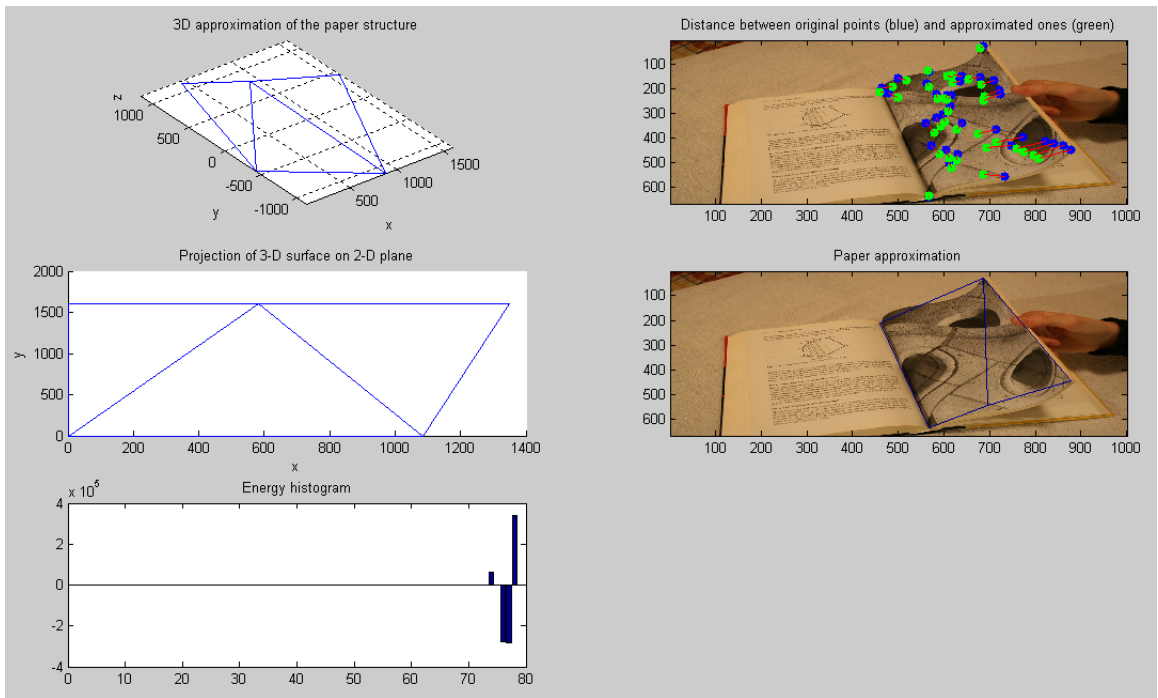 3D approximation of the paper structure
z
1000
500
0
-500
-1000
y
500
1000
1500
x
Distance between original points (blue) and approximated ones (green)
100
200
300
400
500
600
100 200 300 400 500 600 700 800 900 1000
Projection of 3-D surface on 2-D plane
2000
1500
1000
500
0
y
0 200 400 600 800 1000 1200 1400
x
Paper approximation
100
200
300
400
500
600
100 200 300 400 500 600 700 800 900 1000
Energy histogram
x 10^5
4
2
0
-2
-4
0 10 20 30 40 50 60 70 80